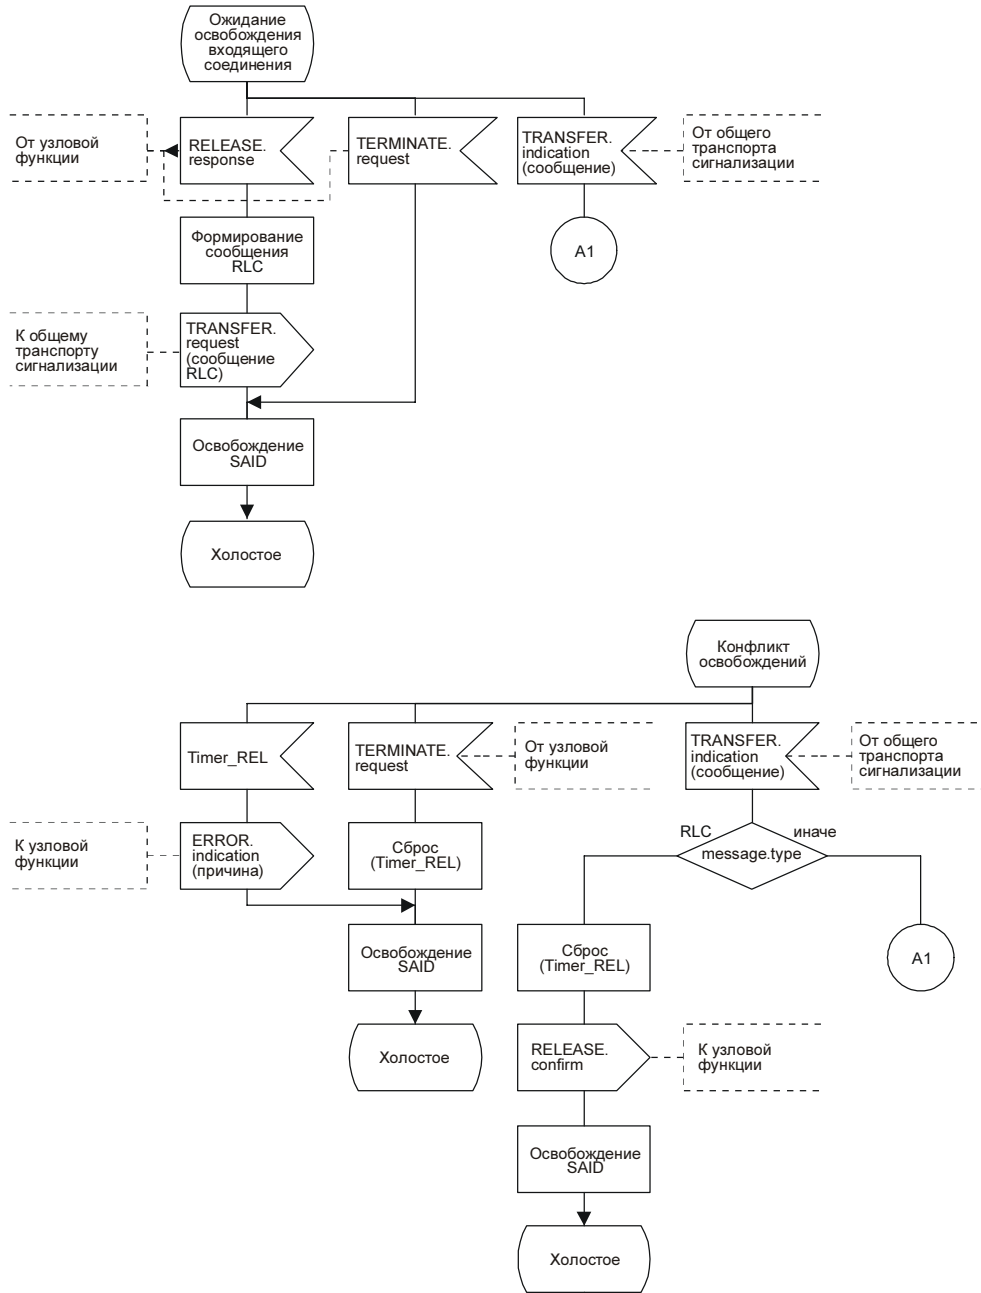 Ожидание
освобождения
входящего
соединения
От узловой
функции
RELEASE.
response
TERMINATE.
request
TRANSFER.
indication
(сообщение)
От общего
транспорта
сигнализации
Формирование
сообщения
RLC
A1
К общему
транспорту
сигнализации
TRANSFER.
request
(сообщение
RLC)
Освобождение
SAID
Холостое
Конфликт
освобождений
Timer_REL
TERMINATE.
request
От узловой
функции
TRANSFER.
indication
(сообщение)
От общего
транспорта
сигнализации
К узловой
функции
ERROR.
indication
(причина)
Сброс
(Timer_REL)
RLC
иначе
message.type
Освобождение
SAID
Сброс
(Timer_REL)
A1
Холостое
RELEASE.
confirm
К узловой
функции
Освобождение
SAID
Холостое